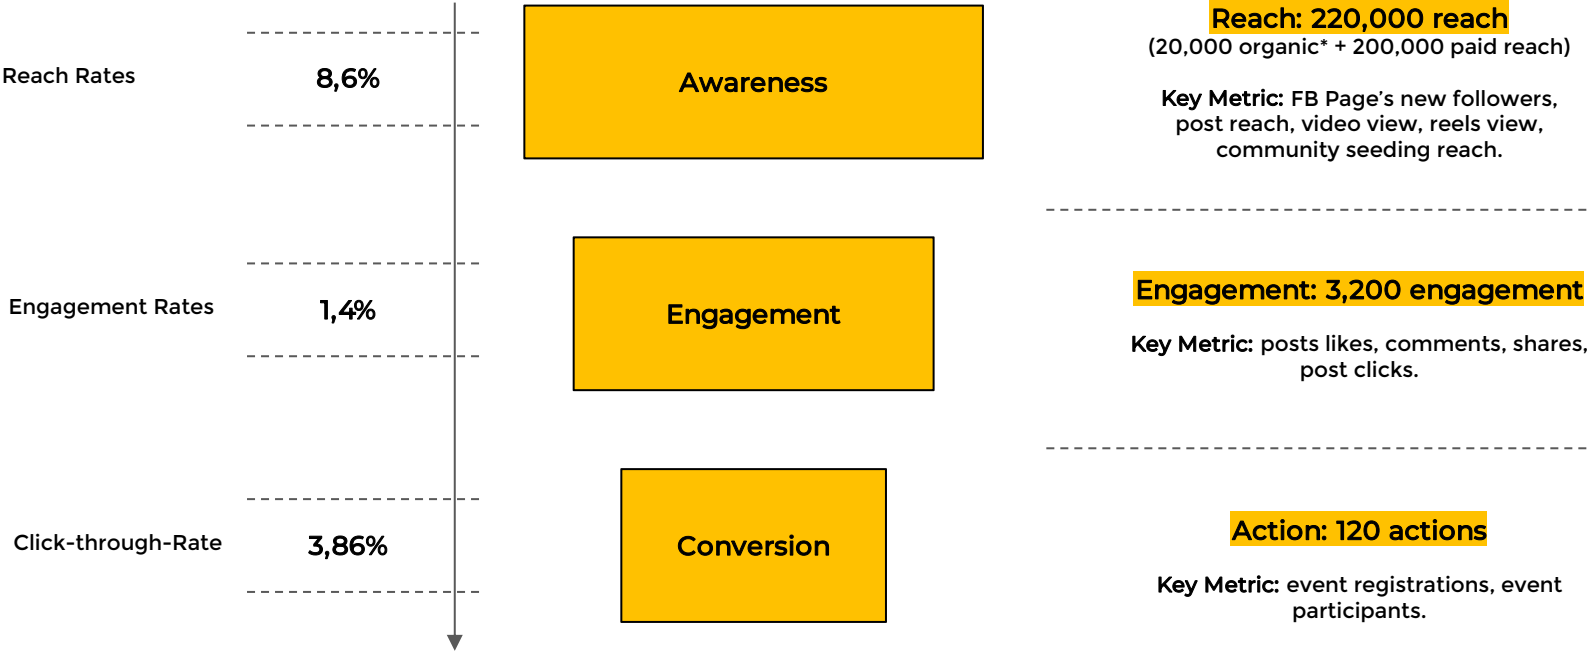 Reach Rates
8,6%
Awareness
Reach: 220,000 reach
(20,000 organic* + 200,000 paid reach)
Key Metric: FB Page's new followers,
post reach, video view, reels view,
community seeding reach.
Engagement Rates
1,4%
Engagement
Engagement: 3,200 engagement
Key Metric: posts likes, comments, shares,
post clicks.
Click-through-Rate
3,86%
Conversion
Action: 120 actions
Key Metric: event registrations, event
participants.